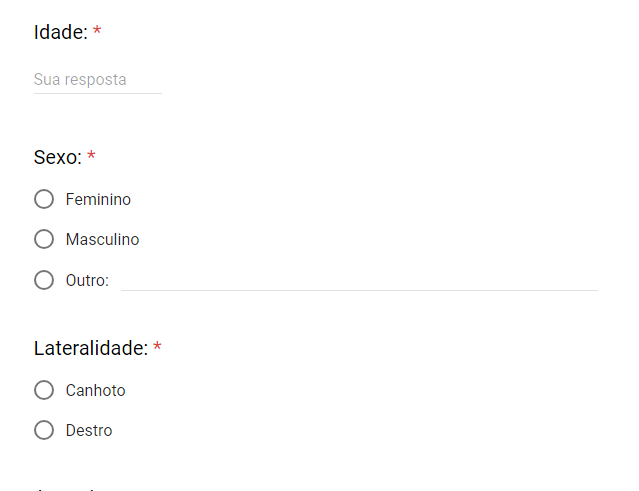 Idade: *
Sua resposta
Sexo: *
Feminino
Masculino
Outro:
Lateralidade: *
Canhoto
Destro